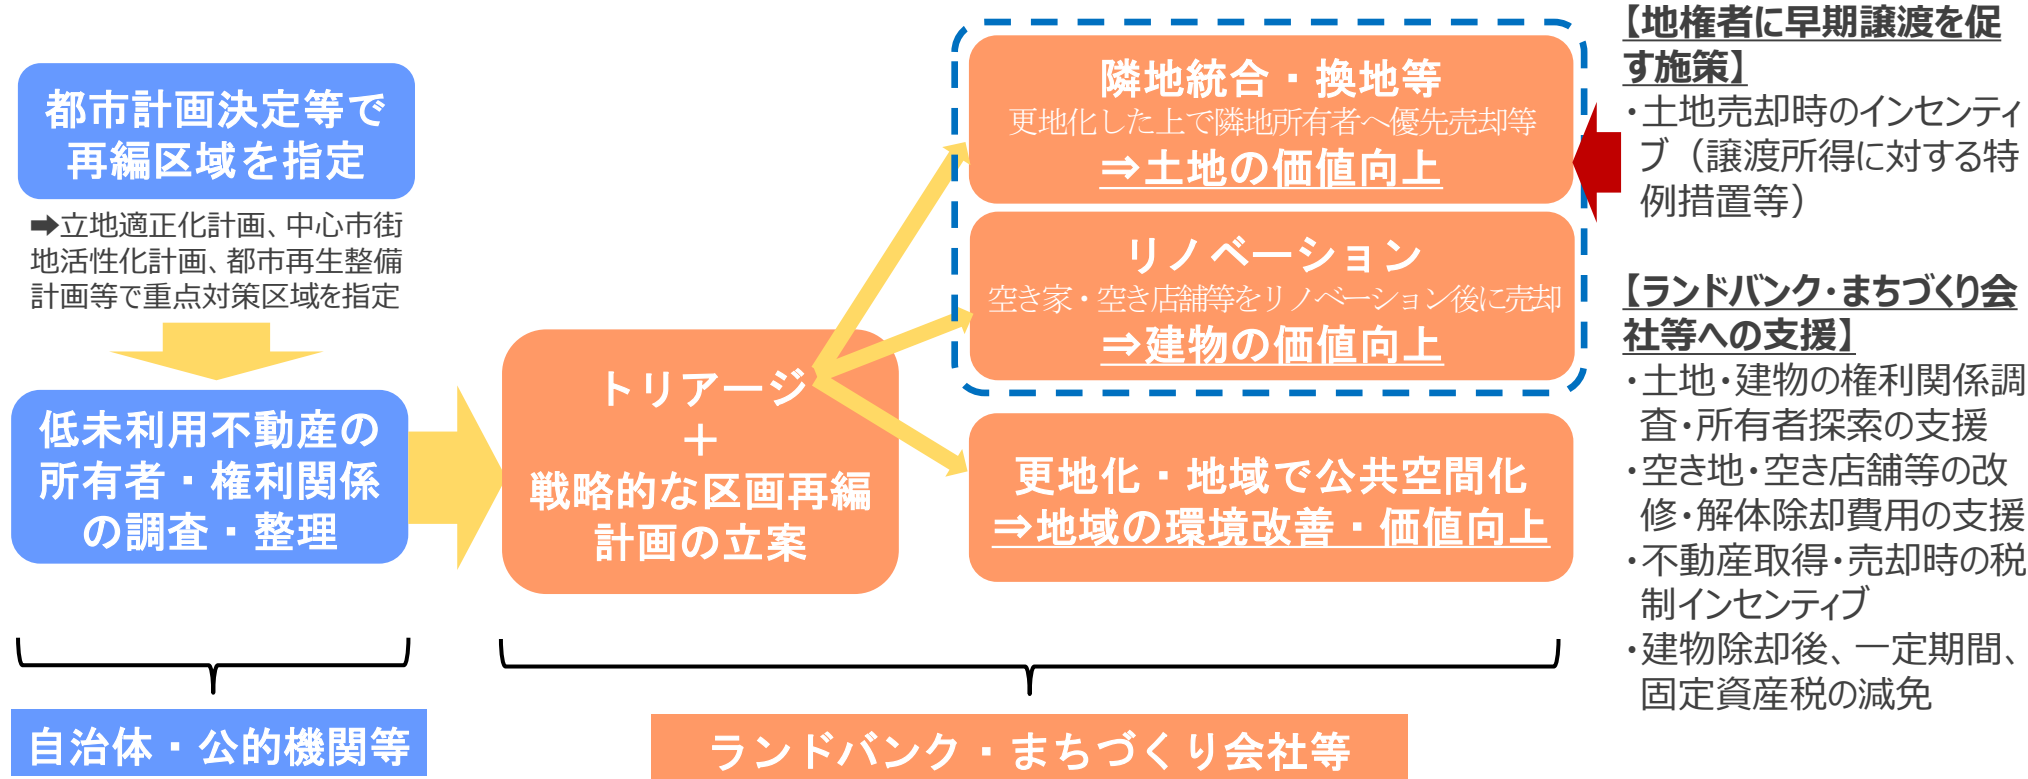 都市計画決定等で
再編区域を指定
➡立地適正化計画、中心市街
地活性化計画、都市再生整備
計画等で重点対策区域を指定
低未利用不動産の
所有者・権利関係
の調査・整理
自治体・公的機関等
トリアージ
＋
戦略的な区画再編
計画の立案
隣地統合・換地等
更地化した上で隣地所有者へ優先売却等
⇒土地の価値向上
リノベーション
空き家・空き店舗等をリノベーション後に売却
⇒建物の価値向上
更地化・地域で公共空間化
⇒地域の環境改善・価値向上
ランドバンク・まちづくり会社等
【地権者に早期譲渡を促
す施策】
・土地売却時のインセンティ
ブ（譲渡所得に対する特
例措置等）
【ランドバンク・まちづくり会
社等への支援】
・土地・建物の権利関係調
査・所有者探索の支援
・空き地・空き店舗等の改
修・解体除却費用の支援
・不動産取得・売却時の税
制インセンティブ
・建物除却後、一定期間、
固定資産税の減免